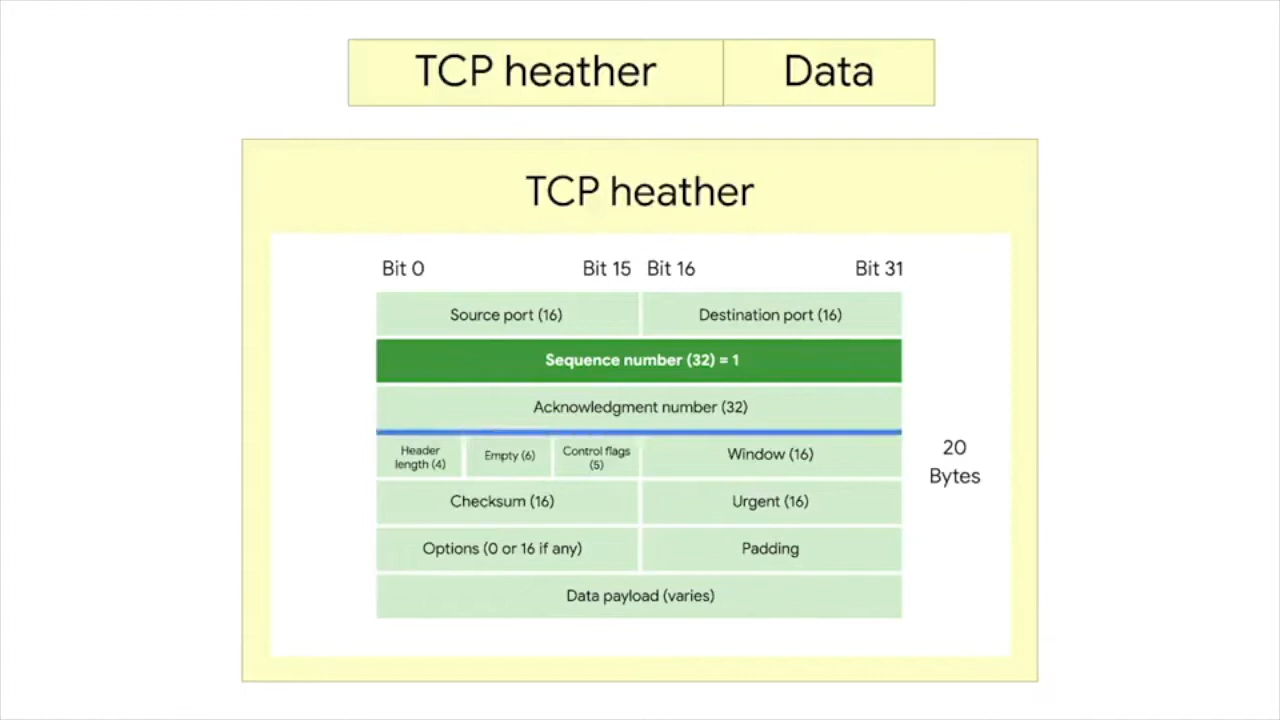 TCP heather Data
TCP heather
Bit 0 Bit 15 Bit 16 Bit 31
Source port (16) Destination port (16)
Sequence number (32) = 1
Acknowledgment number (32)
Header
length (4)
Empty (6)
Control flags
(5)
Window (16)
20
Bytes
Checksum (16) Urgent (16)
Options (0 or 16 if any) Padding
Data payload (varies)